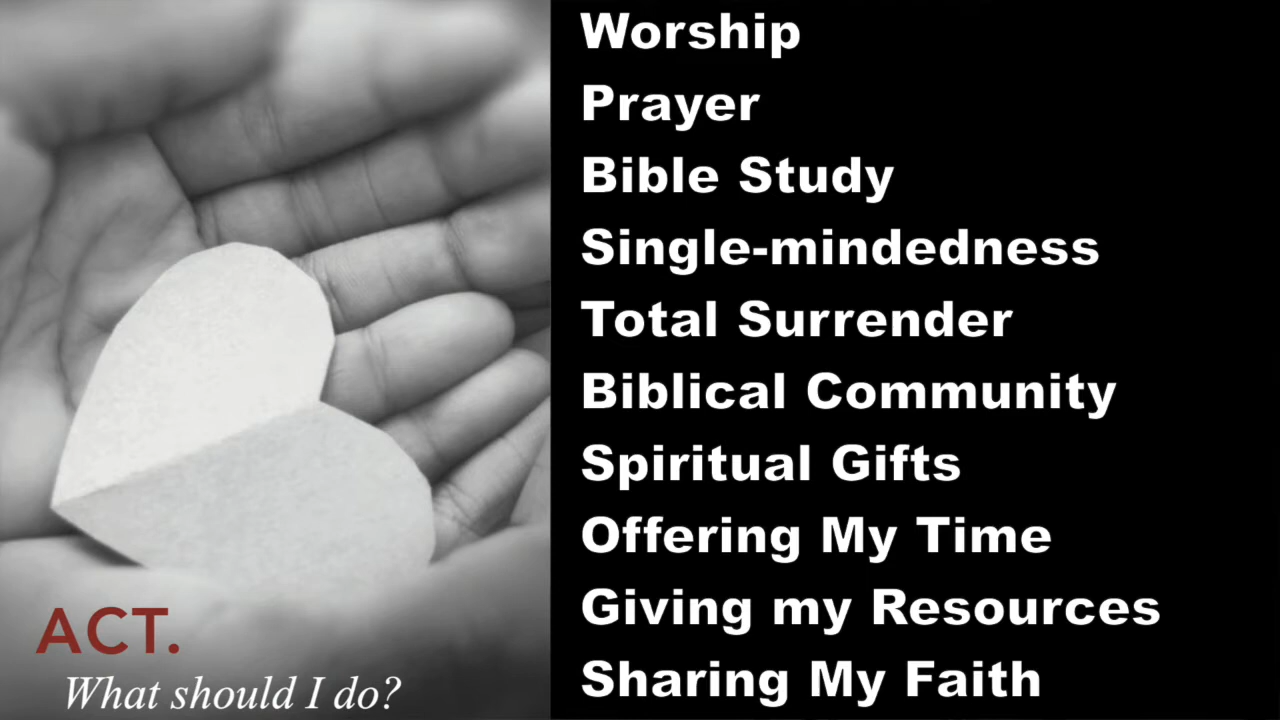 ACT.
What should I do?
Worship
Prayer
Bible Study
Single-mindedness
Total Surrender
Biblical Community
Spiritual Gifts
Offering My Time
Giving my Resources
Sharing My Faith